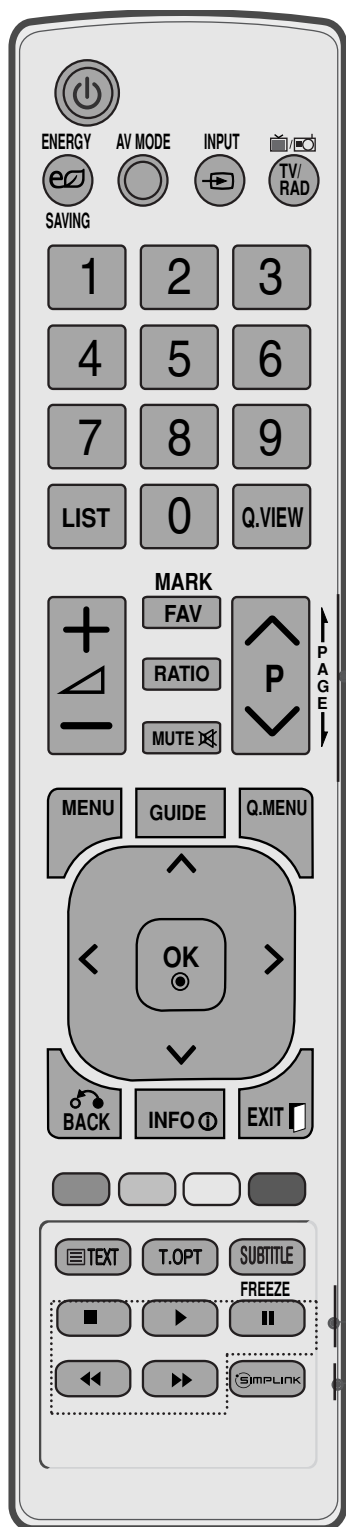 ENERGY AV MODE INPUT
TV/
RAD
SAVING
1 2 3
4 5 6
7 8 9
LIST 0 Q.VIEW
MARK
FAV
RATIO P
MUTE
PAGE
MENU GUIDE Q.MENU
OK
BACK INFO EXIT
TEXT T.OPT SUBTITLE
FREEZE
SIMPLINK